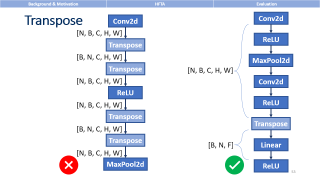 Background & Motivation
HFTA
Evaluation
Transpose
Conv2d
[N, B, C, H, W]
Transpose
[B, N, C, H, W]
Transpose
[N, B, C, H, W]
ReLU
[N, B, C, H, W]
Transpose
[B, N, C, H, W]
Transpose
[N, B, C, H, W]
MaxPool2d
Conv2d
ReLU
MaxPool2d
[N, B, C, H, W]
Conv2d
ReLU
Transpose
[B, N, F]
Linear
ReLU